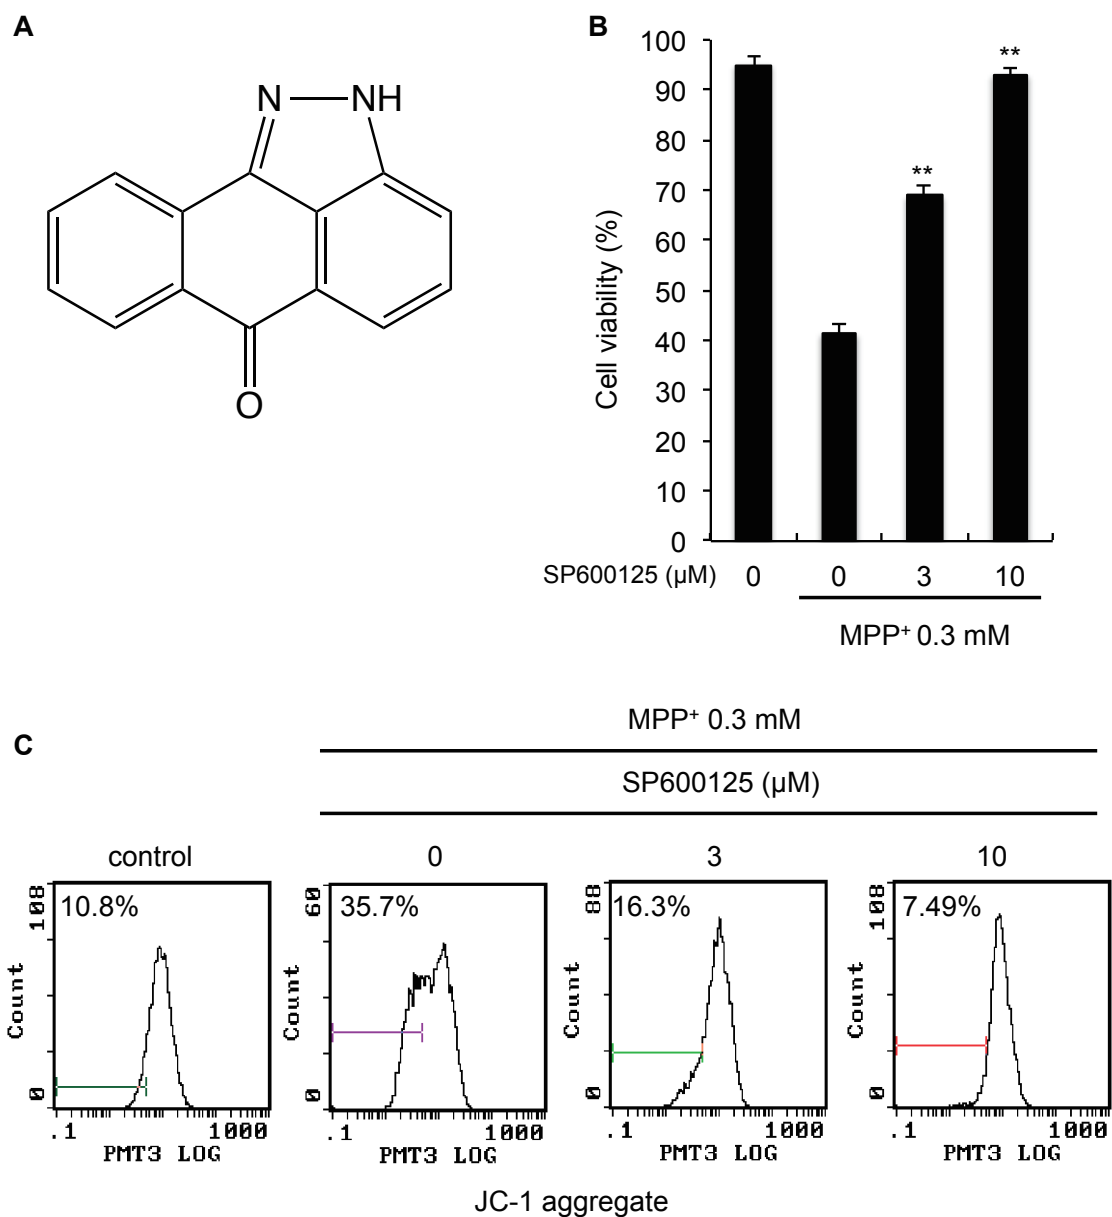 A
N NH
O
B
Cell viability (%)
100
90
80
70
60
50
40
30
20
10
0
**
**
SP600125 (µM) 0 0 3 10
MPP+ 0.3 mM
C
MPP+ 0.3 mM
SP600125 (µM)
control 0 3 10
108 10.8% 60 35.7% 88 16.3% 108 7.49%
Count Count Count Count
0 0 0 0
.1 1000 .1 1000 .1 1000 .1 1000
PMT3 LOG PMT3 LOG PMT3 LOG PMT3 LOG
JC-1 aggregate